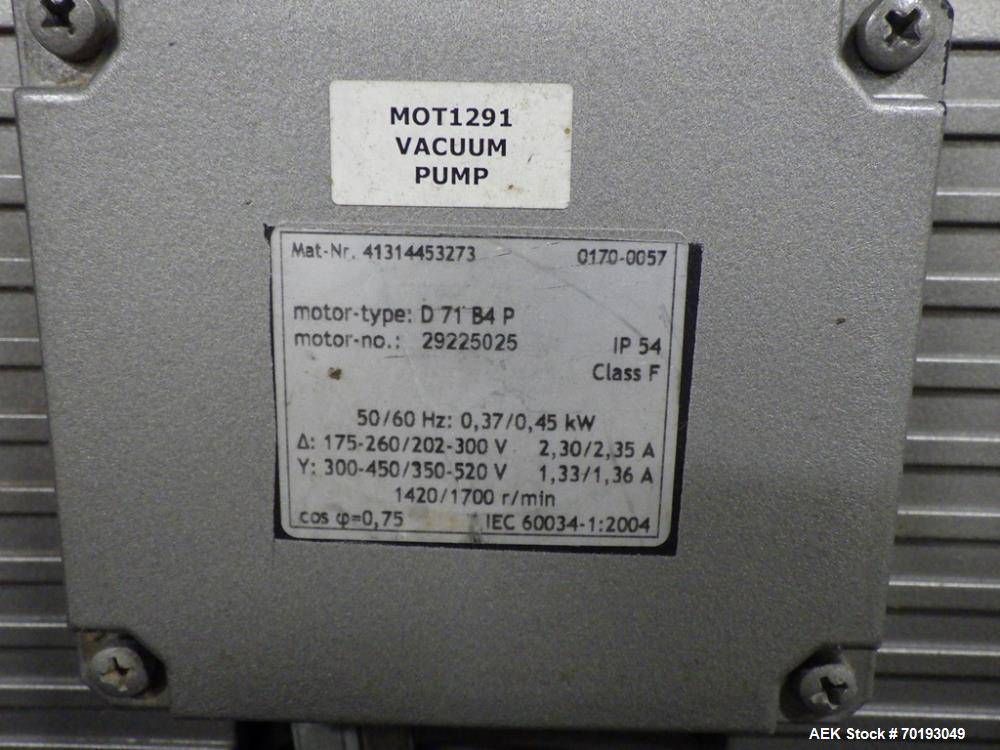 MOT1291
VACUUM
PUMP
Mat-Nr. 41314453273 0170-0057
motor-type: D 71 B4 P
motor-no.: 29225025 IP 54
Class F
50/60 Hz: 0,37/0,45 kW
Δ: 175-260/202-300 V 2,30/2,35 A
Y: 300-450/350-520 V 1,33/1,36 A
1420/1700 r/min
cos φ=0,75 IEC 60034-1:2004
AEK Stock #: 70193049